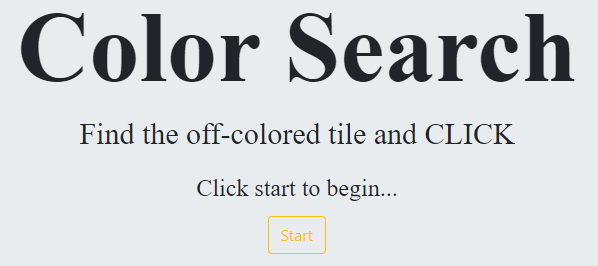 Color Search
Find the off-colored tile and CLICK
Click start to begin...
Start